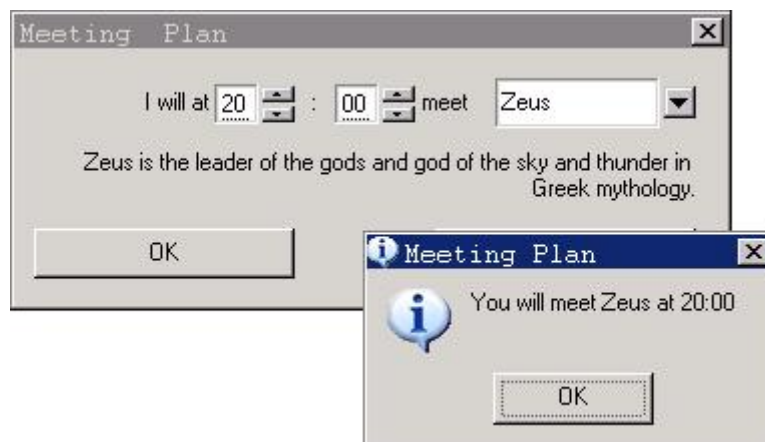 Meeting Plan
I will at 20 : 00 meet Zeus
Zeus is the leader of the gods and god of the sky and thunder in
Greek mythology.
OK
Meeting Plan
You will meet Zeus at 20:00
OK